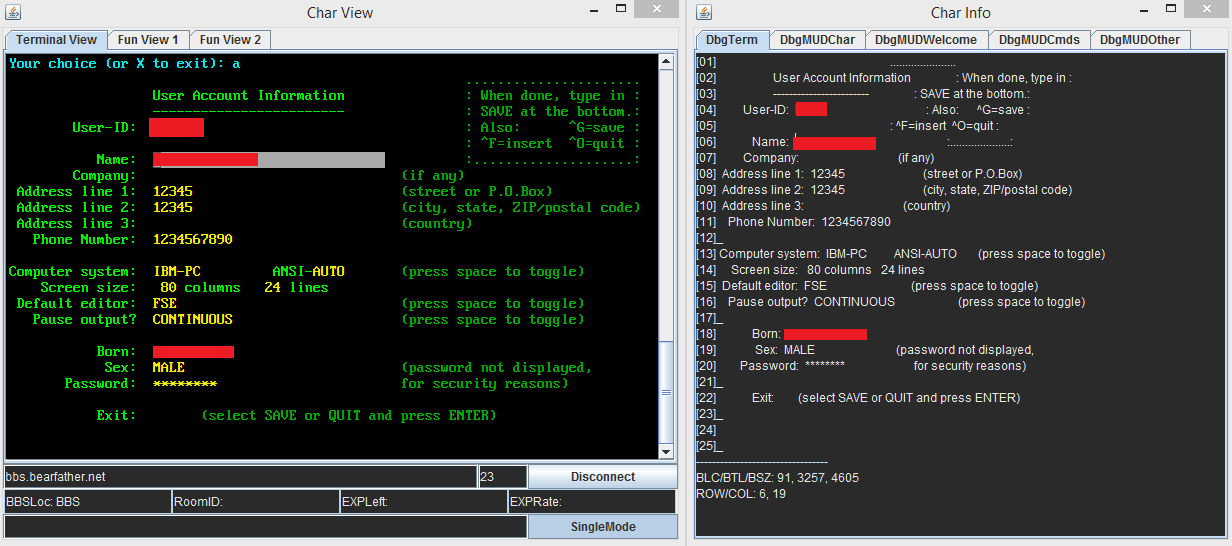 Char View
Terminal View Fun View 1 Fun View 2
Your choice (or X to exit): a
.....................
User Account Information : When done, type in :
------------------------ : SAVE at the bottom.:
User-ID: : Also: ^G=save :
: ^F=insert ^O=quit :
Name: :...................:
Company: (if any)
Address line 1: 12345 (street or P.O.Box)
Address line 2: 12345 (city, state, ZIP/postal code)
Address line 3: (country)
Phone Number: 1234567890
Computer system: IBM-PC ANSI-AUTO (press space to toggle)
Screen size: 80 columns 24 lines
Default editor: FSE (press space to toggle)
Pause output? CONTINUOUS (press space to toggle)
Born:
Sex: MALE (password not displayed,
Password: ******** for security reasons)
Exit: (select SAVE or QUIT and press ENTER)
bbs.bearfather.net 23 Disconnect
BBSLoc: BBS RoomID: EXPLeft: EXPRate:
SingleMode
Char Info
DbgTerm DbgMUDChar DbgMUDWelcome DbgMUDCmds DbgMUDOther
[01] .....................
[02] User Account Information : When done, type in :
[03] ------------------------ : SAVE at the bottom.:
[04] User-ID: : Also: ^G=save :
[05] : ^F=insert ^O=quit :
[06] Name: :...................:
[07] Company: (if any)
[08] Address line 1: 12345 (street or P.O.Box)
[09] Address line 2: 12345 (city, state, ZIP/postal code)
[10] Address line 3: (country)
[11] Phone Number: 1234567890
[12]_
[13] Computer system: IBM-PC ANSI-AUTO (press space to toggle)
[14] Screen size: 80 columns 24 lines
[15] Default editor: FSE (press space to toggle)
[16] Pause output? CONTINUOUS (press space to toggle)
[17]_
[18] Born:
[19] Sex: MALE (password not displayed,
[20] Password: ******** for security reasons)
[21]_
[22] Exit: (select SAVE or QUIT and press ENTER)
[23]_
[24]
[25]_
---------------------------------
BLC/BTL/BSZ: 91, 3257, 4605
ROW/COL: 6, 19